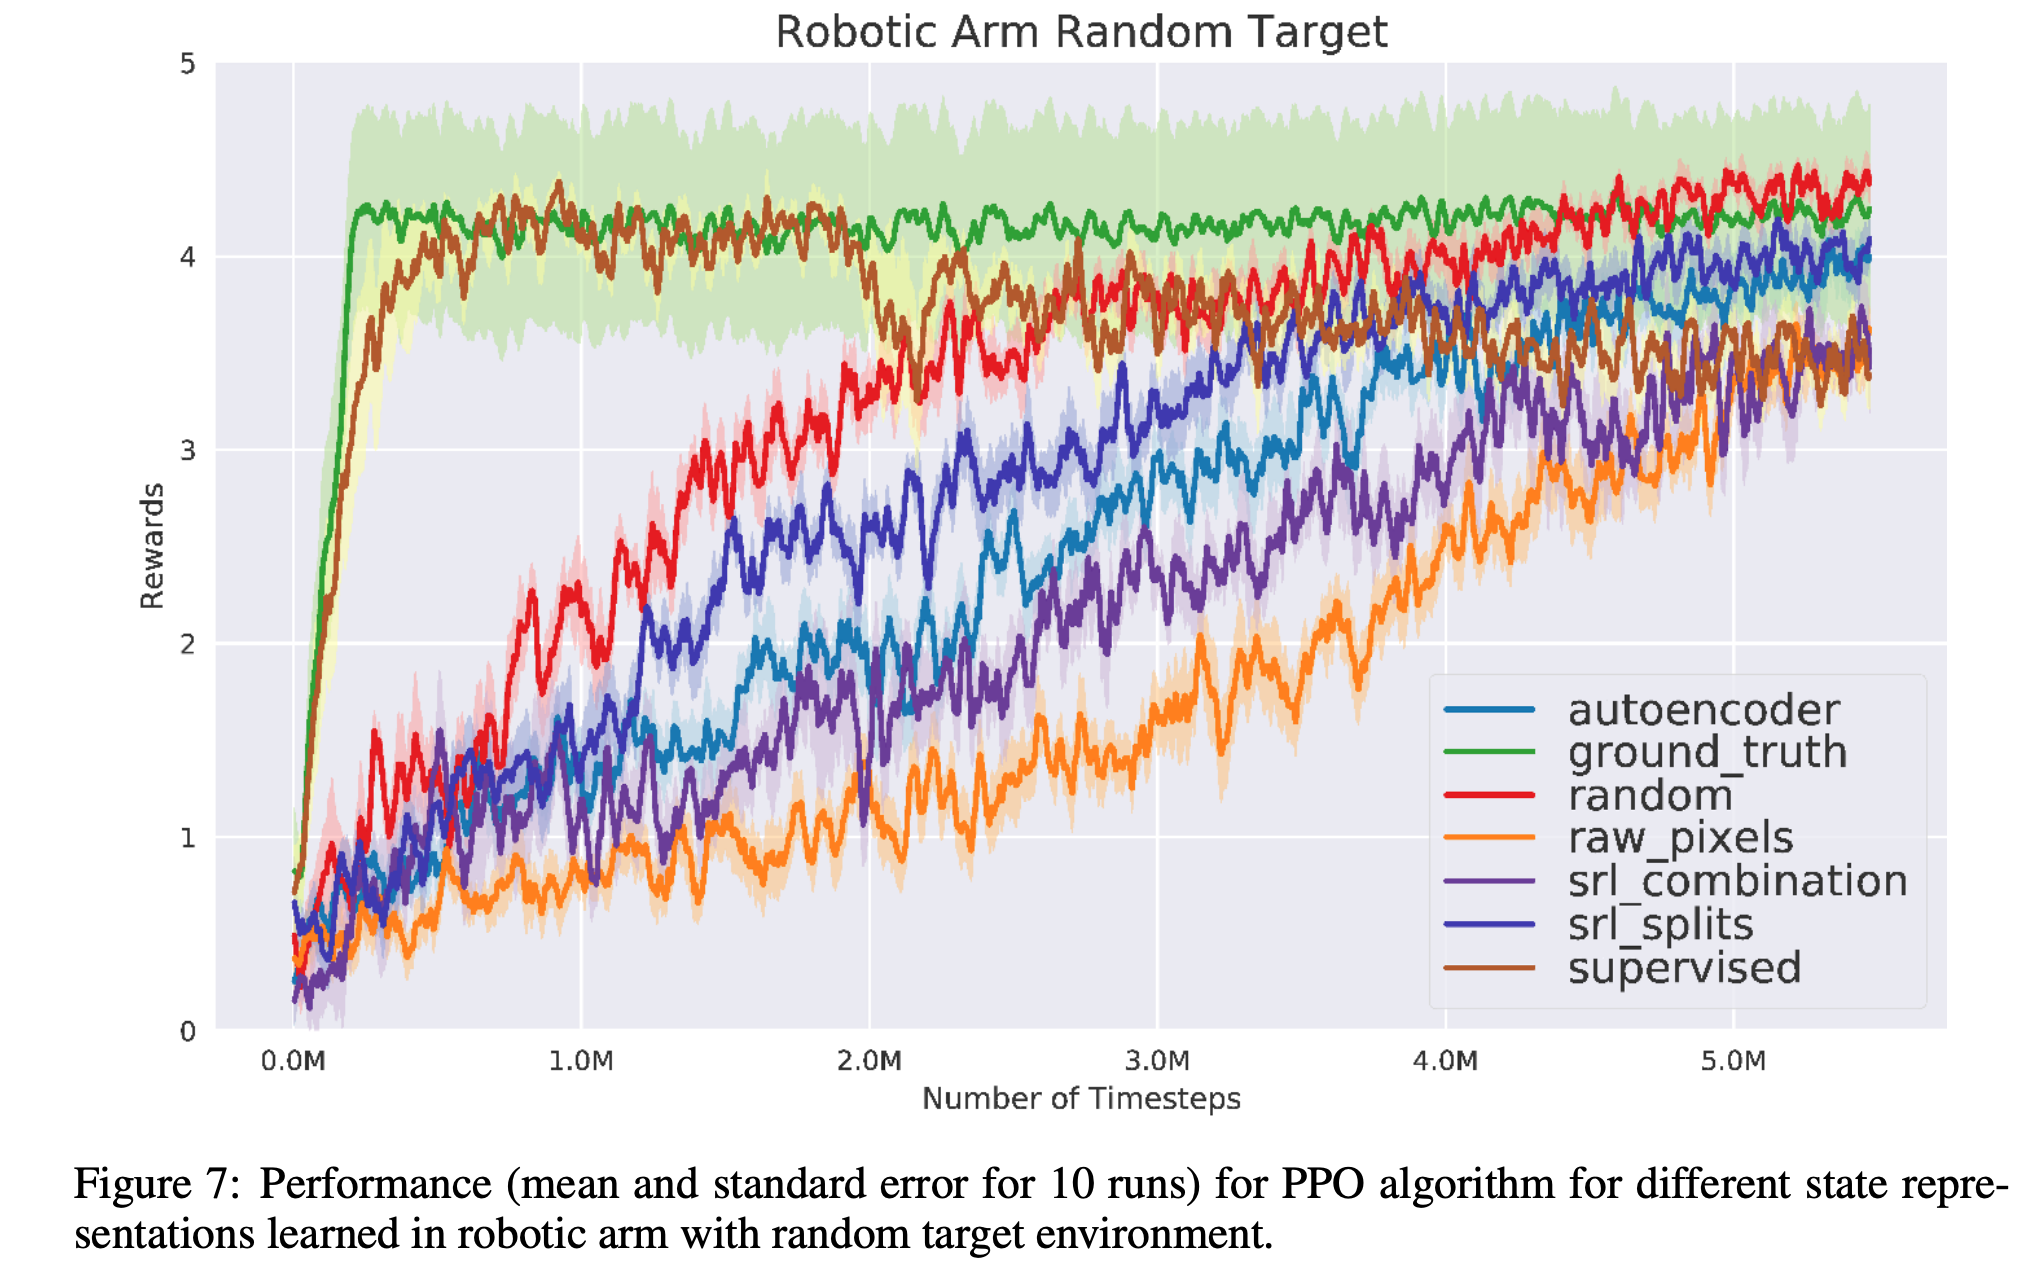 Robotic Arm Random Target
5
4
3
2
1
0
Rewards
0.0M 1.0M 2.0M 3.0M 4.0M 5.0M
Number of Timesteps
autoencoder
ground_truth
random
raw_pixels
srl_combination
srl_splits
supervised
Figure 7: Performance (mean and standard error for 10 runs) for PPO algorithm for different state repre-
sentations learned in robotic arm with random target environment.